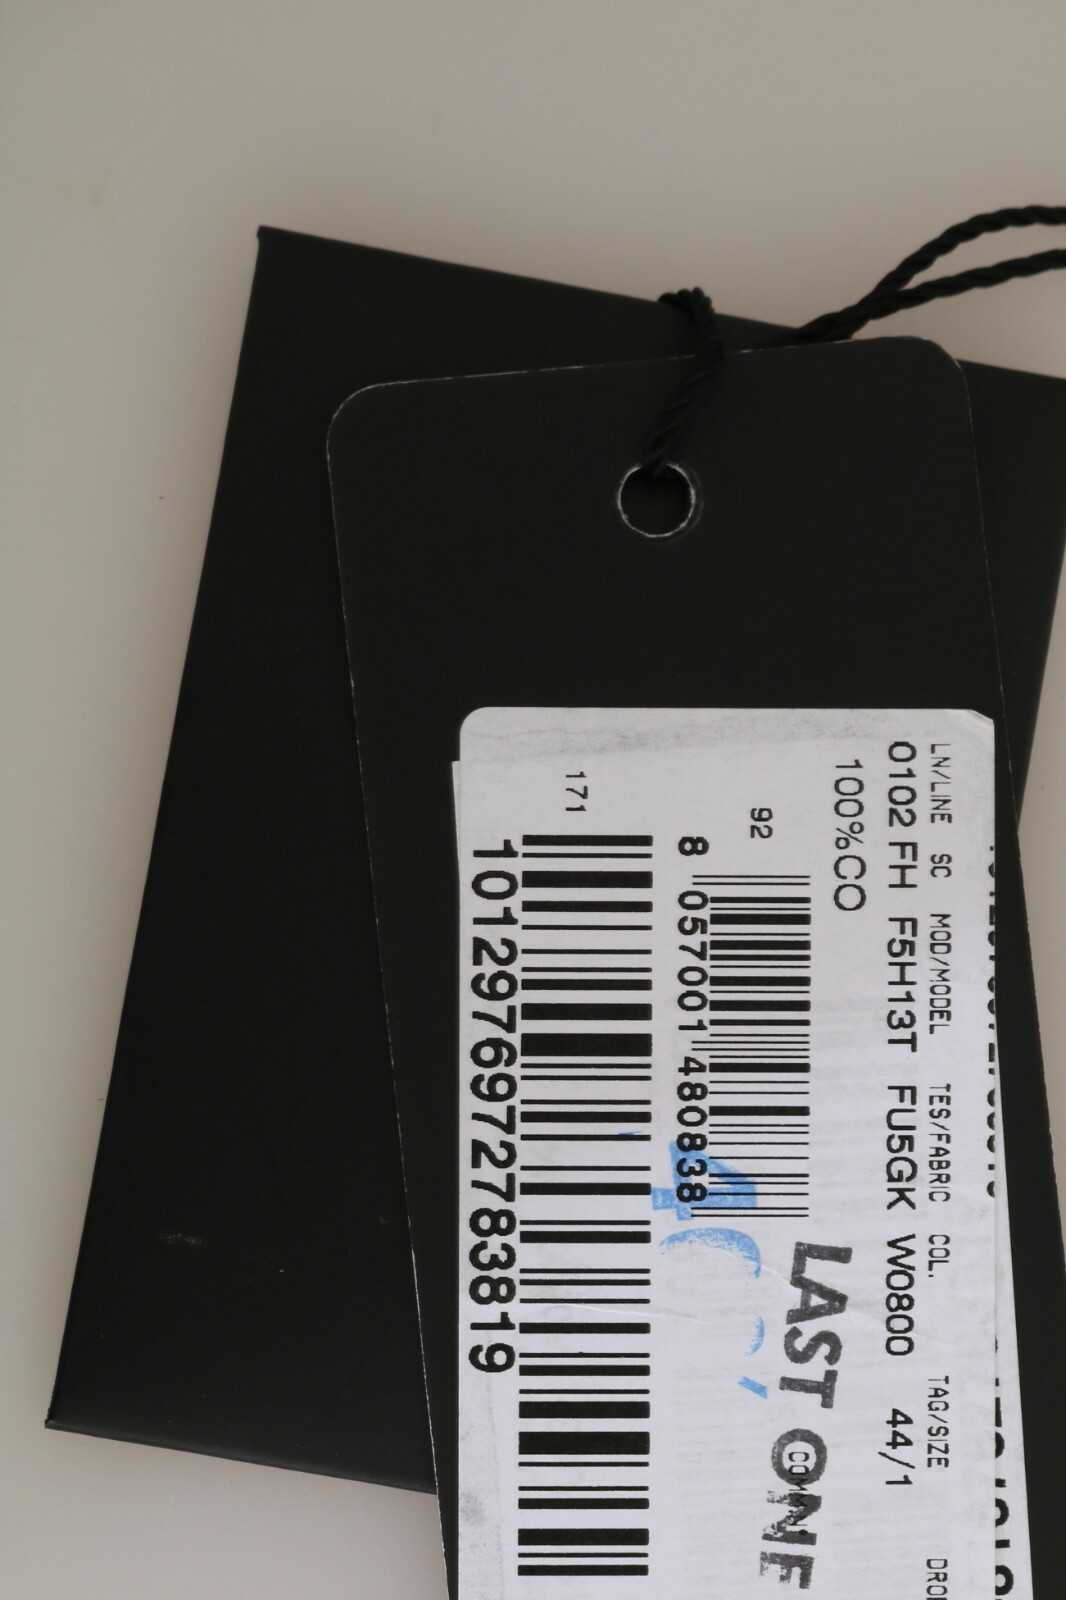 LN/LINE SC MOD/MODEL TES/FABRIC COL. TAG/SIZE
0102 FH F5H13T FU5GK W0800 44/1
100%CO
LAST ONE
92
8 057001 480838
171
1012976972783819